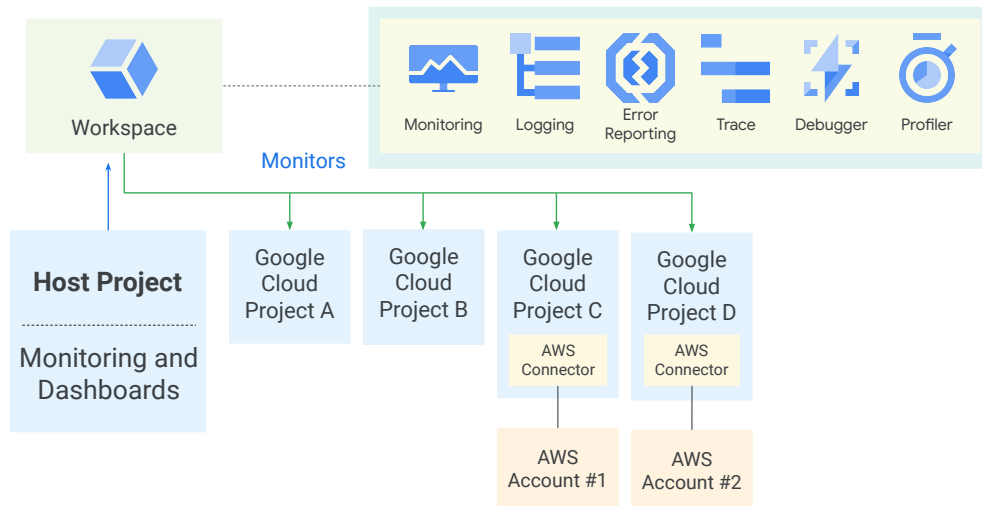 Workspace
Monitoring
Logging
Error
Reporting
Trace
Debugger
Profiler
Monitors
Host Project
Monitoring and
Dashboards
Google
Cloud
Project A
Google
Cloud
Project B
Google
Cloud
Project C
AWS
Connector
Google
Cloud
Project D
AWS
Connector
AWS
Account #1
AWS
Account #2